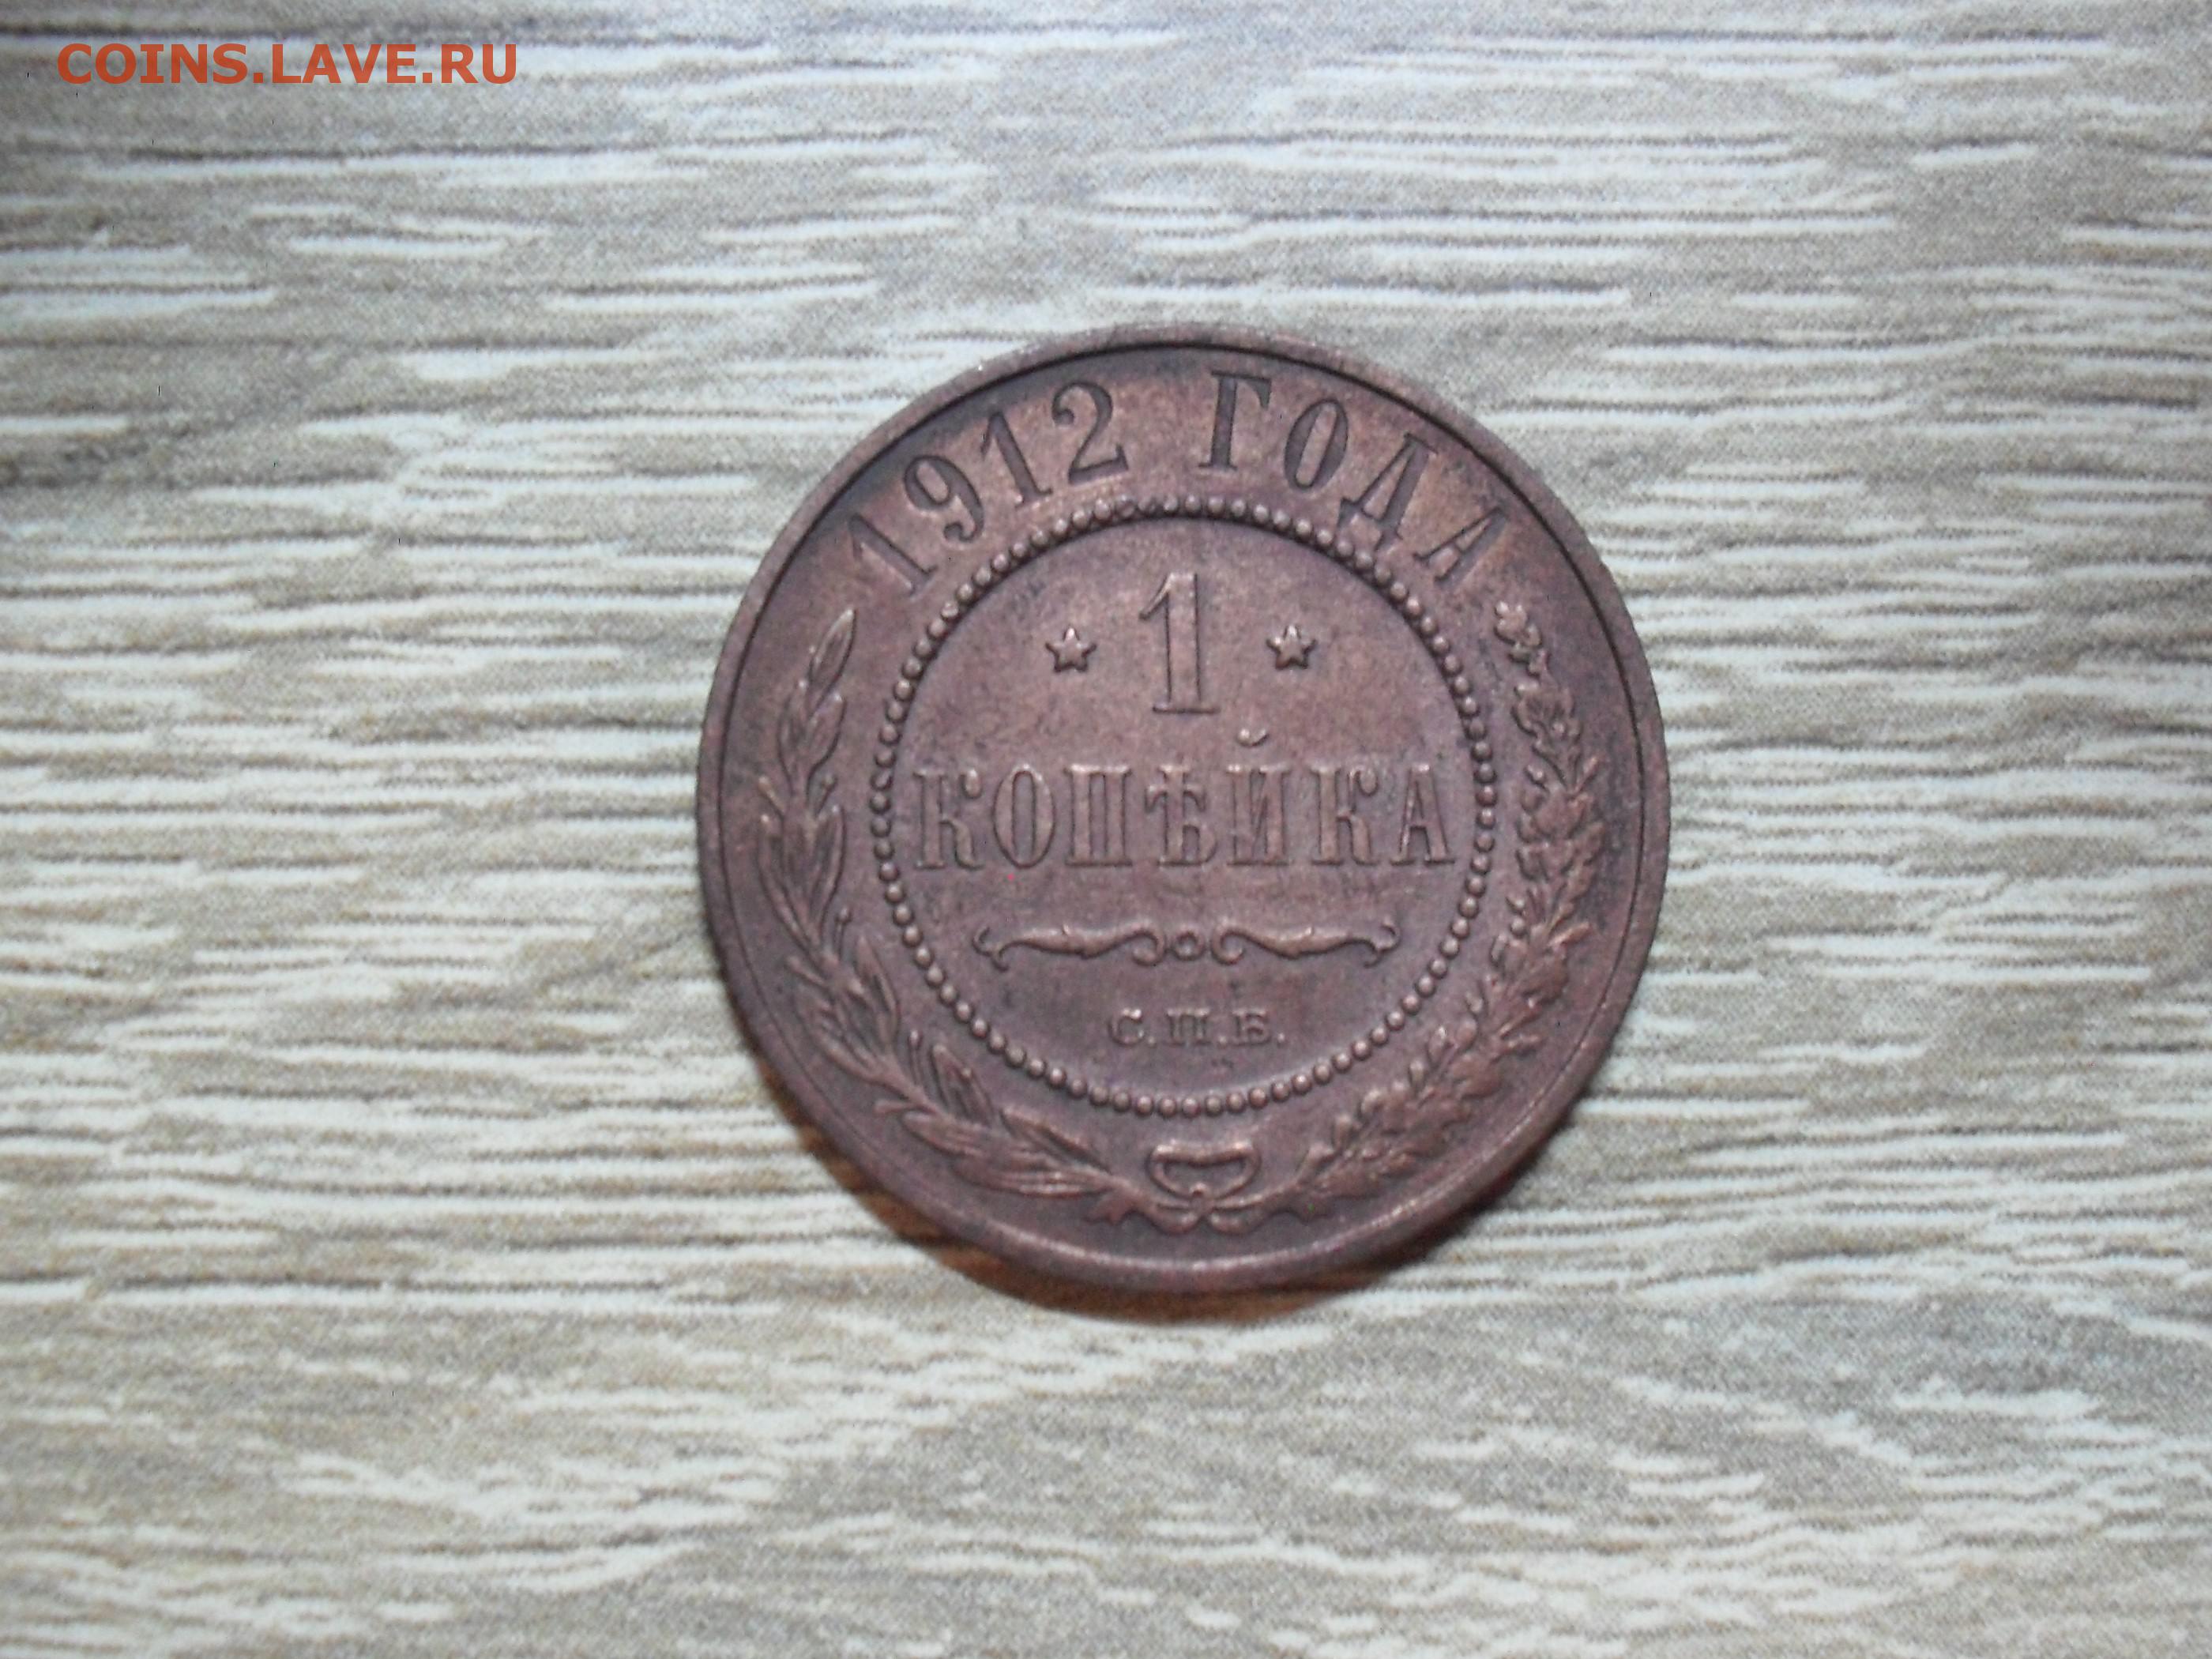 COINS.LAVE.RU
1912 ГОДА
1
КОПѢЙКА
С.П.Б.